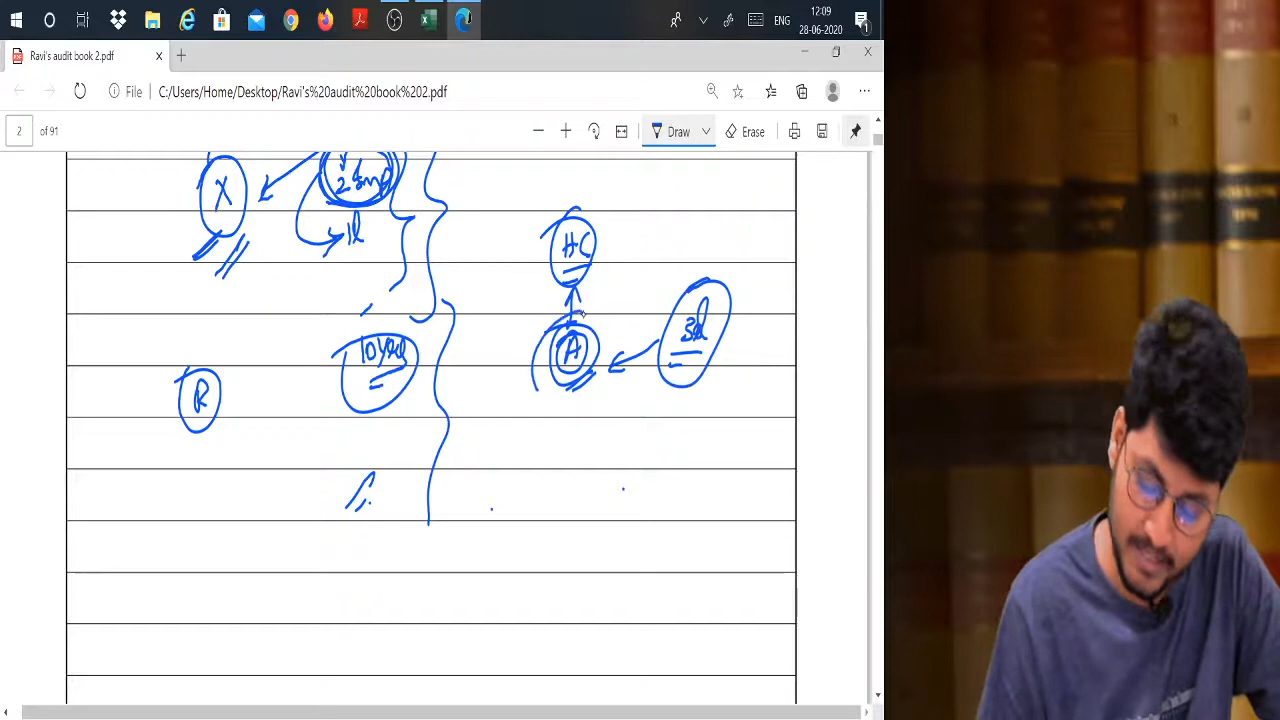 12:09
ENG
28-06-2020
1
Ravi's audit book 2.pdf
File
C:/Users/Home/Desktop/Ravi's%20audit%20book%202.pdf
2 of 91
Draw
Erase
X
HC
A
R